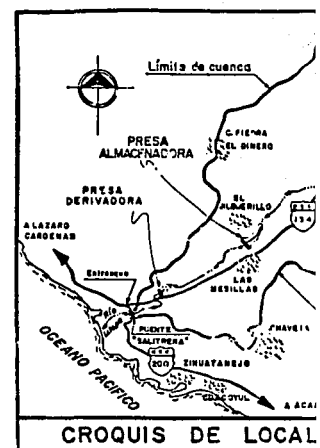 Límite de cuenca
C. PIEDRA
EL DINERO
PRESA
ALMACENADORA
EL
PRESA
DERIVADORA
134
A LAZARO
CARDENAS
Entronque
LAS
MESILLAS
PUENTE
"SALITRERA"
200
ZIHUATANEJO
COACOYUL
OCEANO PACIFICO
A ACA
CROQUIS DE LOCAL